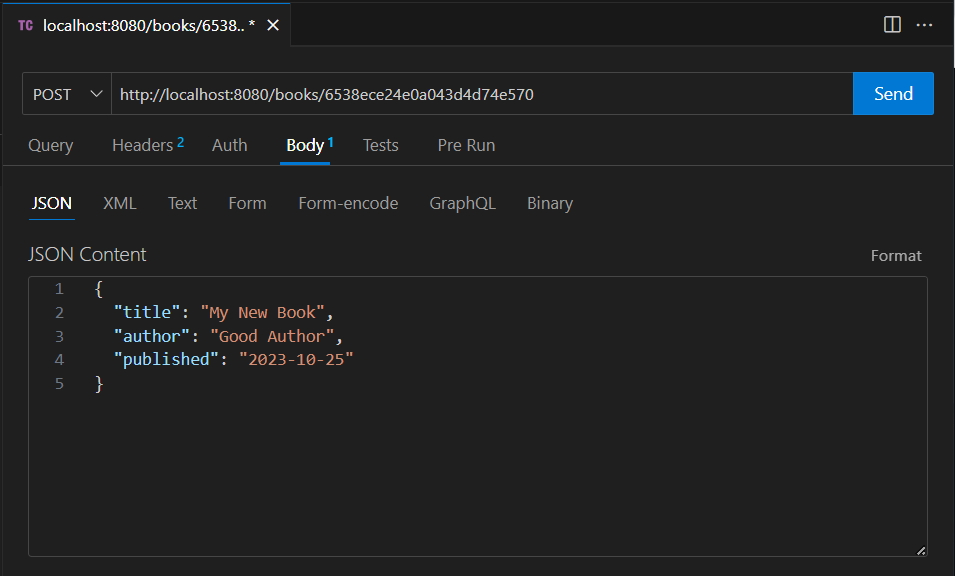 TC localhost:8080/books/6538.. *
POST http://localhost:8080/books/6538ece24e0a043d4d74e570 Send
Query Headers 2 Auth Body 1 Tests Pre Run
JSON XML Text Form Form-encode GraphQL Binary
JSON Content Format
1 {
2 "title": "My New Book",
3 "author": "Good Author",
4 "published": "2023-10-25"
5 }